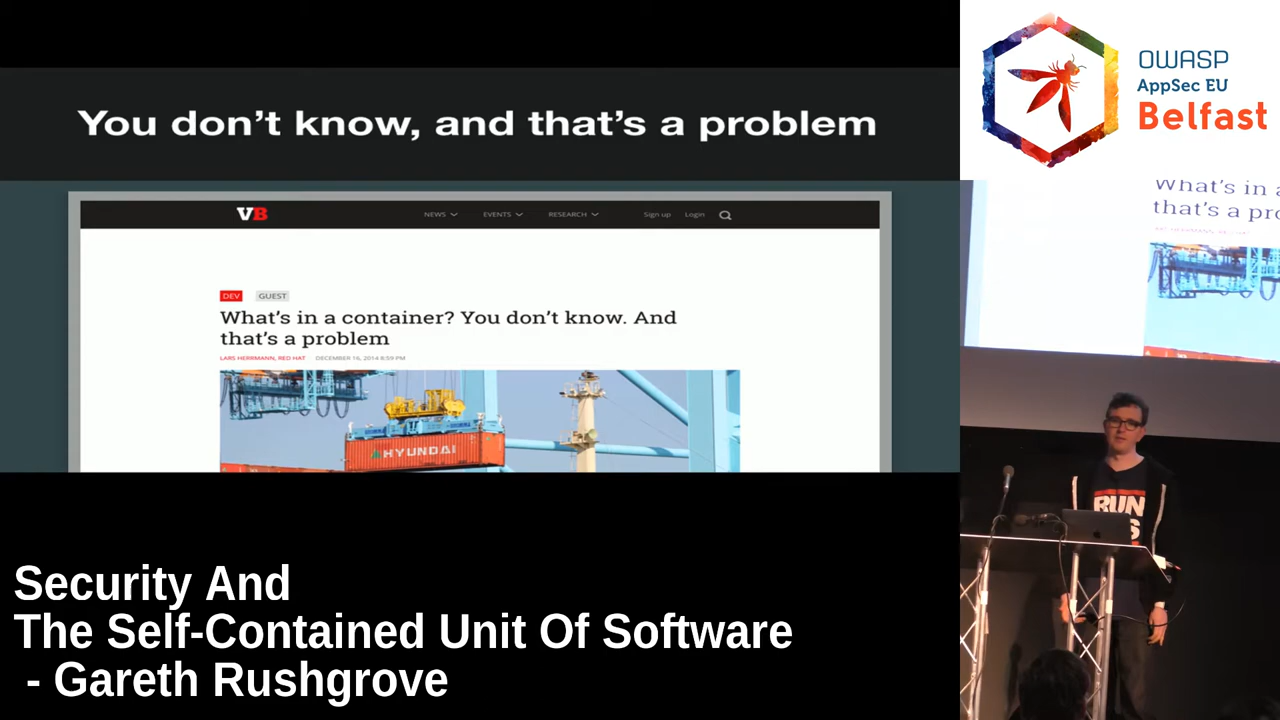 You don't know, and that's a problem
VB
NEWS
EVENTS
RESEARCH
Sign up
Login
DEV
GUEST
What's in a container? You don't know. And
that's a problem
LARS HERRMANN, RED HAT
DECEMBER 16, 2014 8:59 PM
HYUNDAI
Security And
The Self-Contained Unit Of Software
- Gareth Rushgrove
OWASP
AppSec EU
Belfast
What's in a
that's a pro
RUN